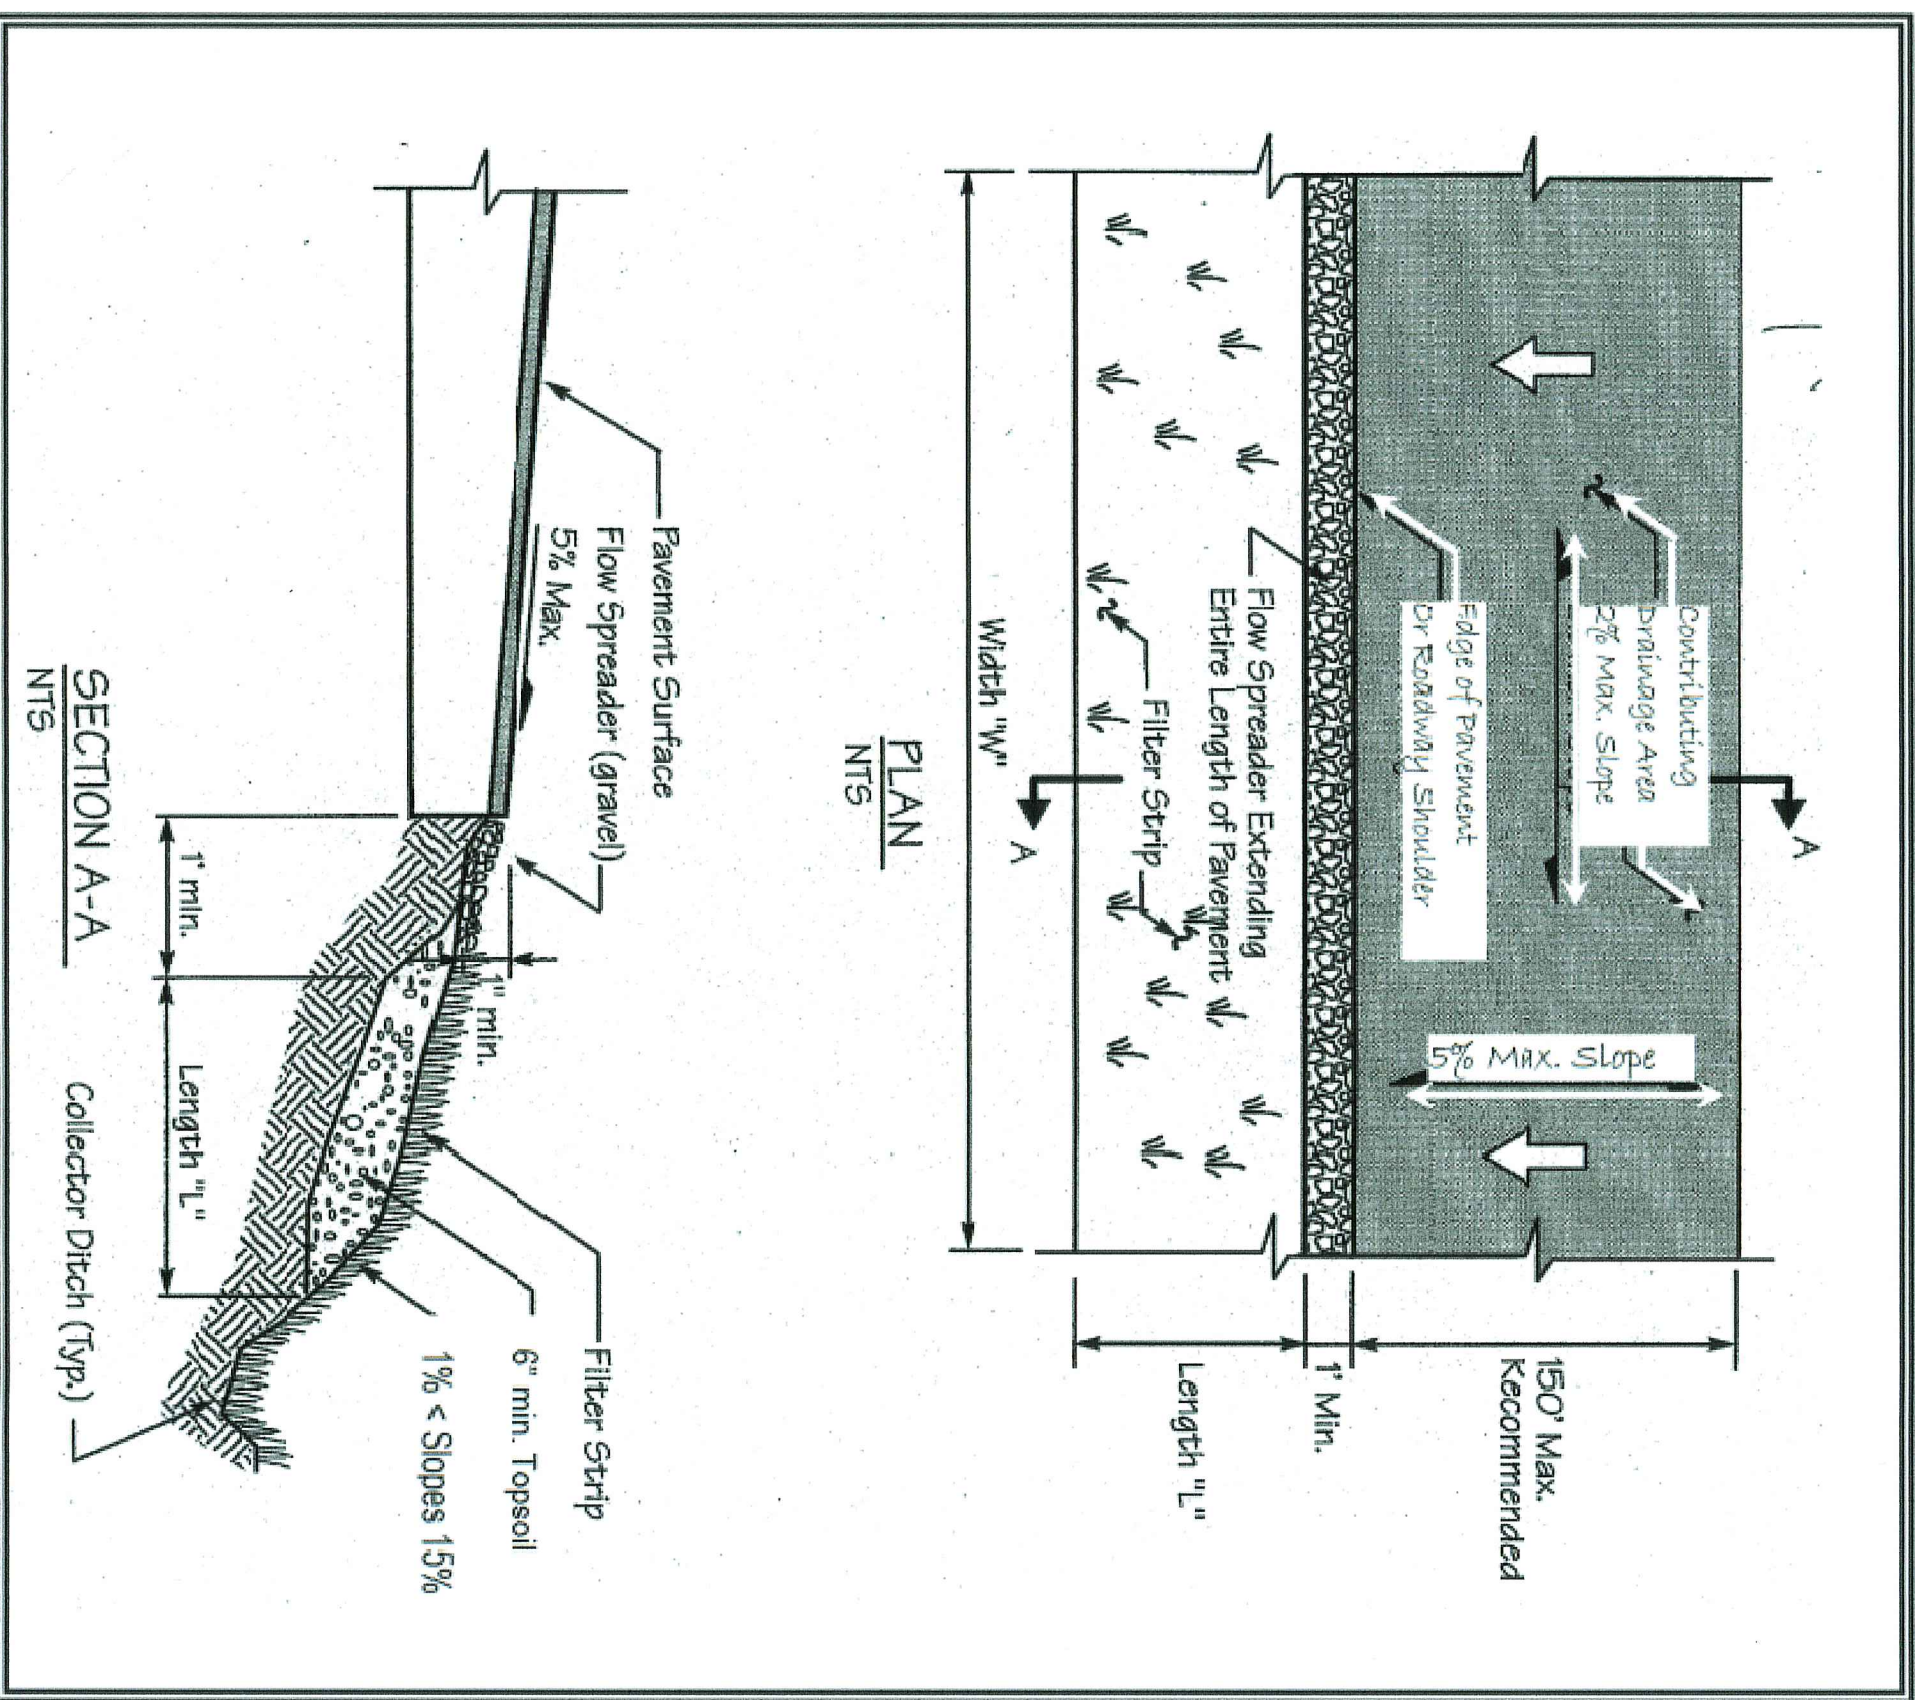 Contributing
Drainage Area
2% Max. Slope
Edge of Pavement
Or Roadway Shoulder
5% Max. Slope
A
A
150' Max.
Recommended
1' Min.
Length "L"
Flow Spreader Extending
Entire Length of Pavement
Filter Strip
Width "W"
PLAN
NTS
Pavement Surface
Flow Spreader (gravel)
5% Max.
1" min.
Filter Strip
6" min. Topsoil
1% < Slopes 15%
1' min.
Length "L"
Collector Ditch (Typ.)
SECTION A-A
NTS